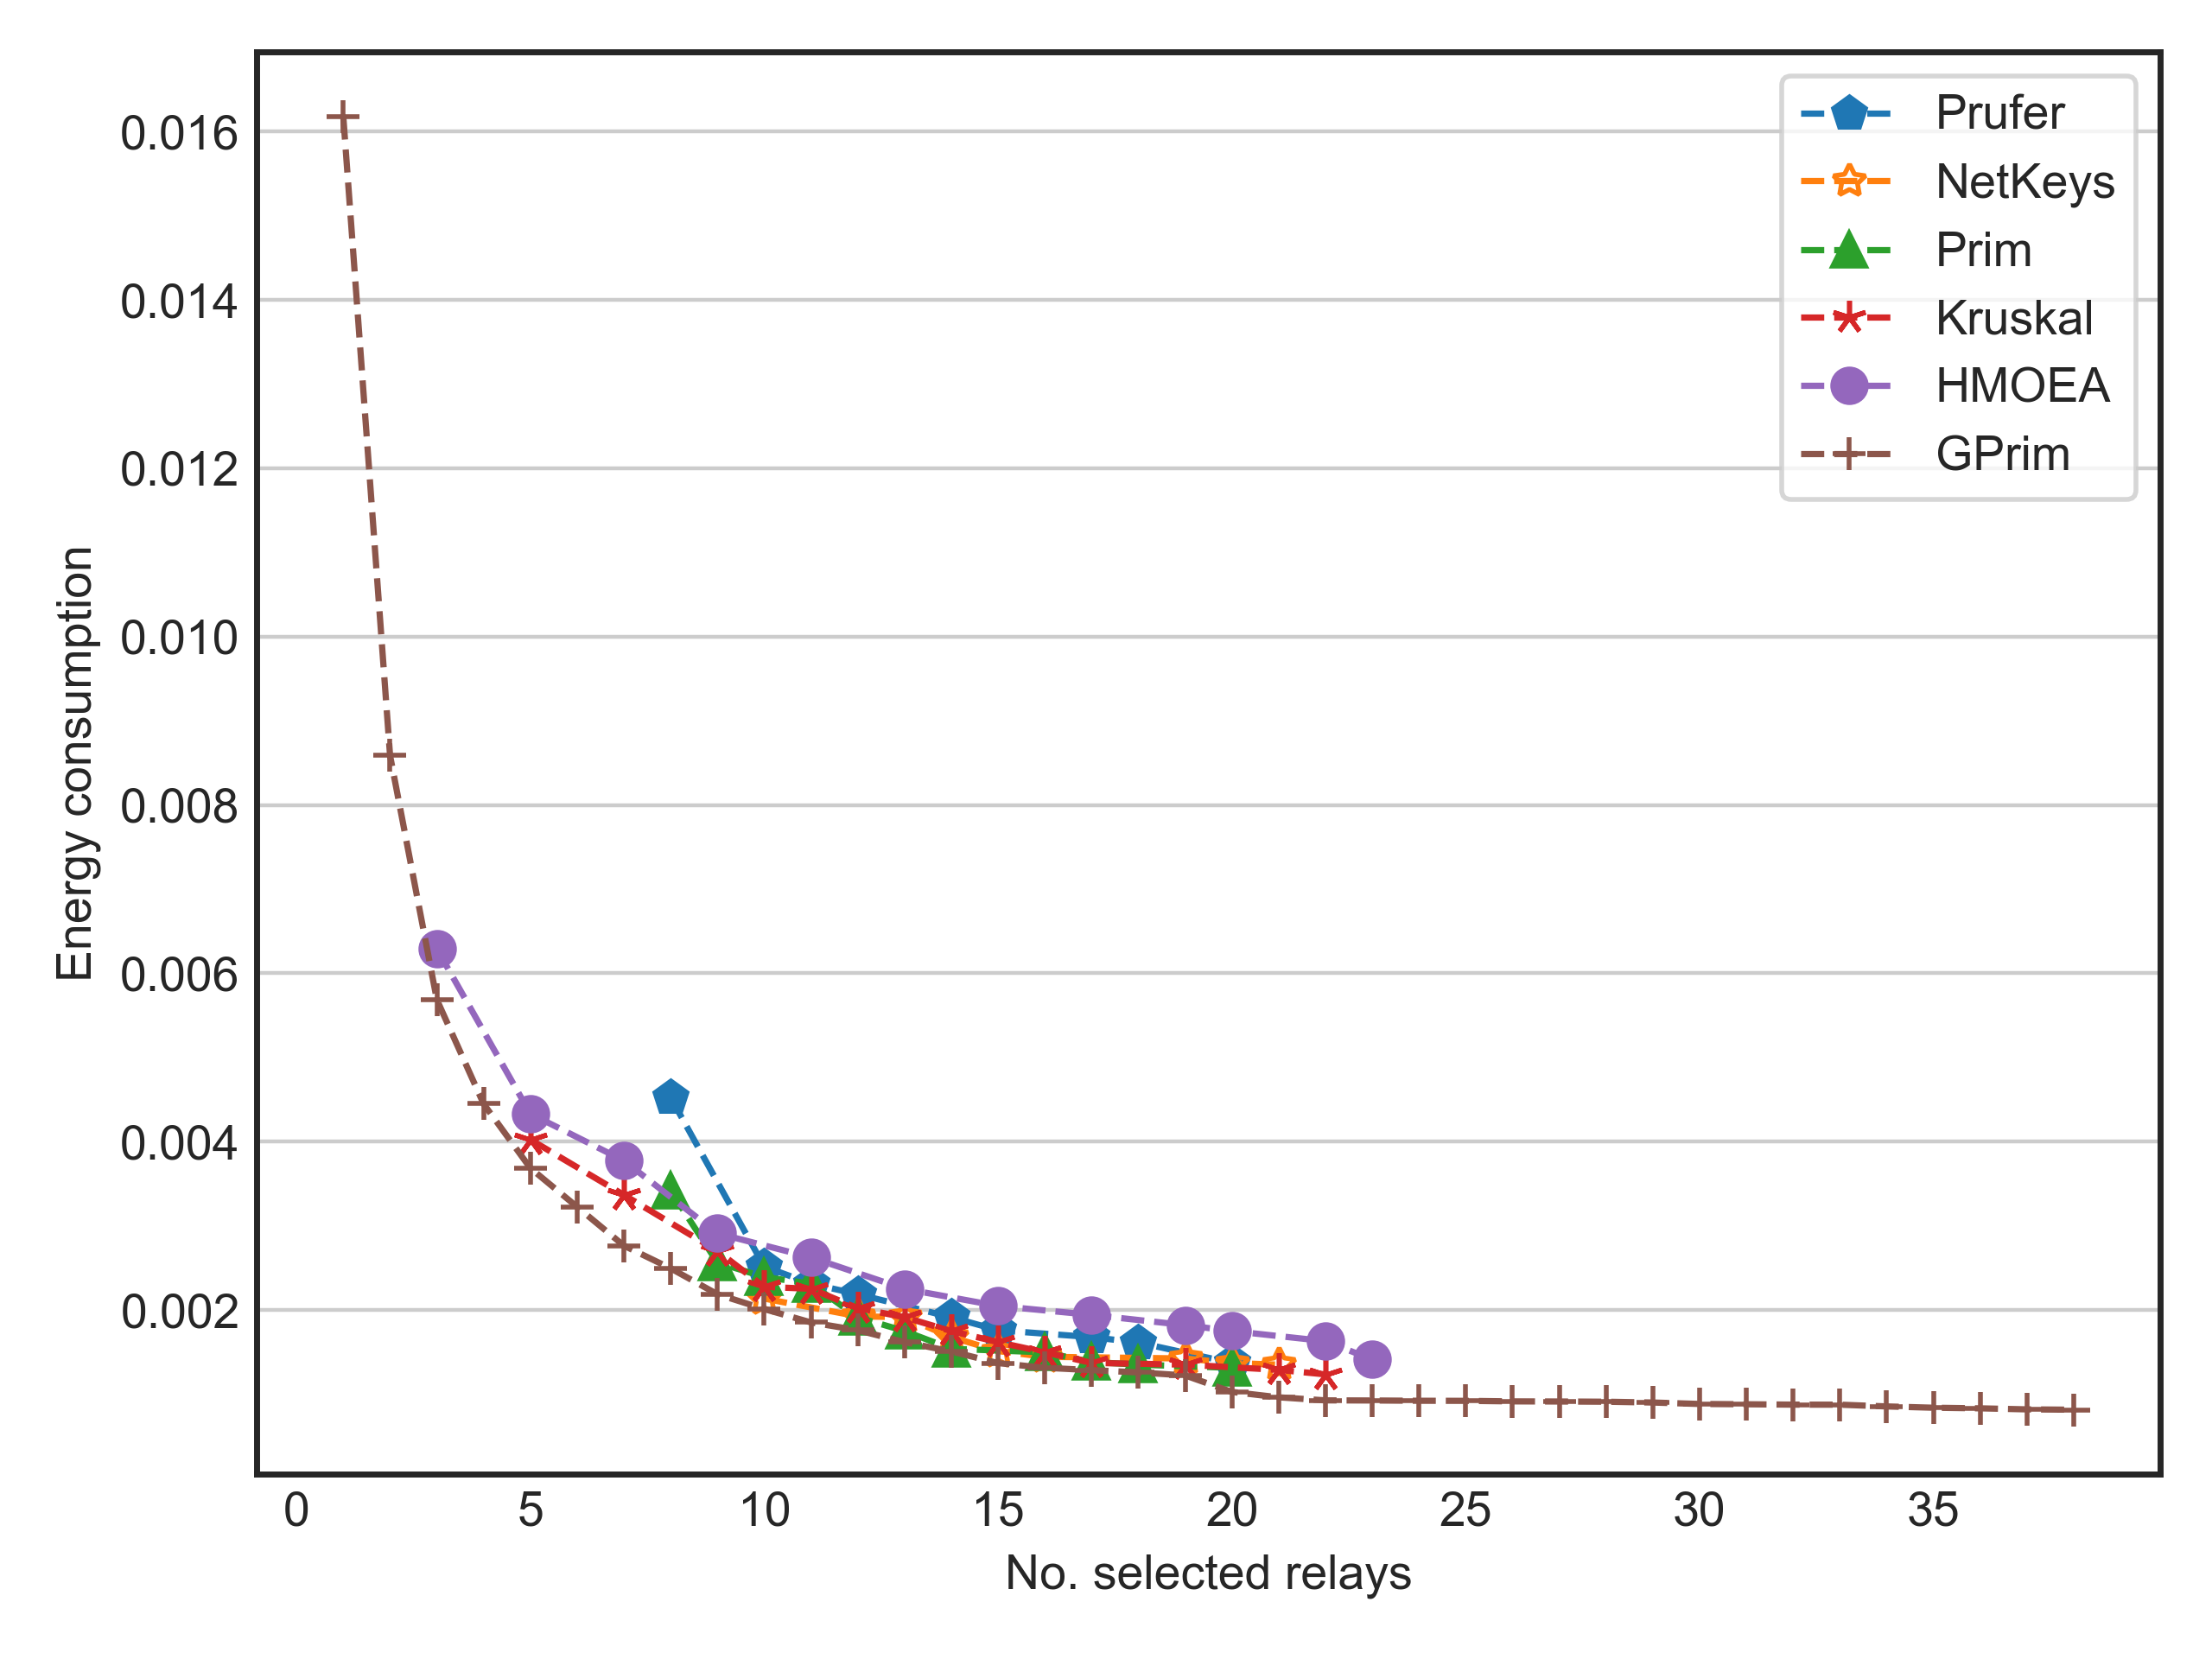 Prufer
NetKeys
Prim
Kruskal
HMOEA
GPrim
0.016
0.014
0.012
0.010
0.008
0.006
0.004
0.002
Energy consumption
0 5 10 15 20 25 30 35
No. selected relays